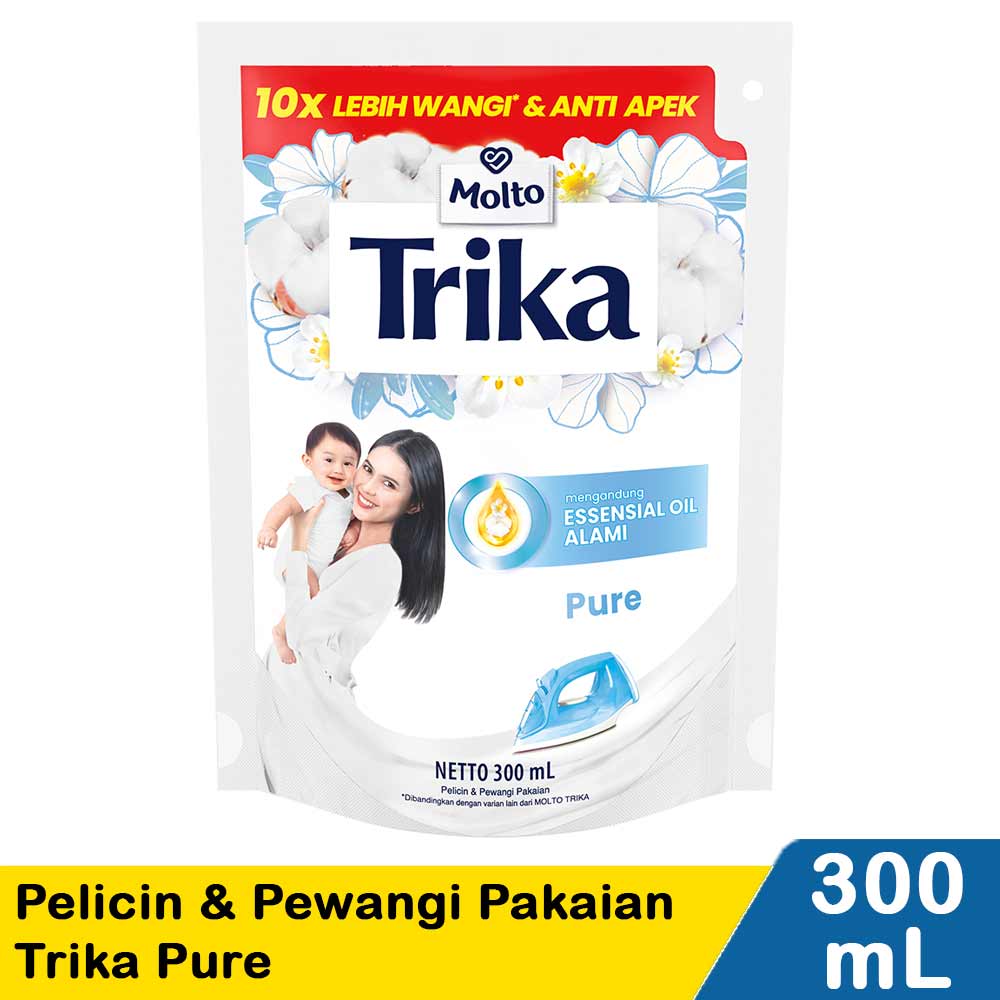 10X LEBIH WANGI* & ANTI APEK
Molto
Trika
mengandung
ESSENSIAL OIL
ALAMI
Pure
NETTO 300 mL
Pelicin & Pewangi Pakaian
*Dibandingkan dengan varian lain dari MOLTO TRIKA
Pelicin & Pewangi Pakaian
Trika Pure
300
mL